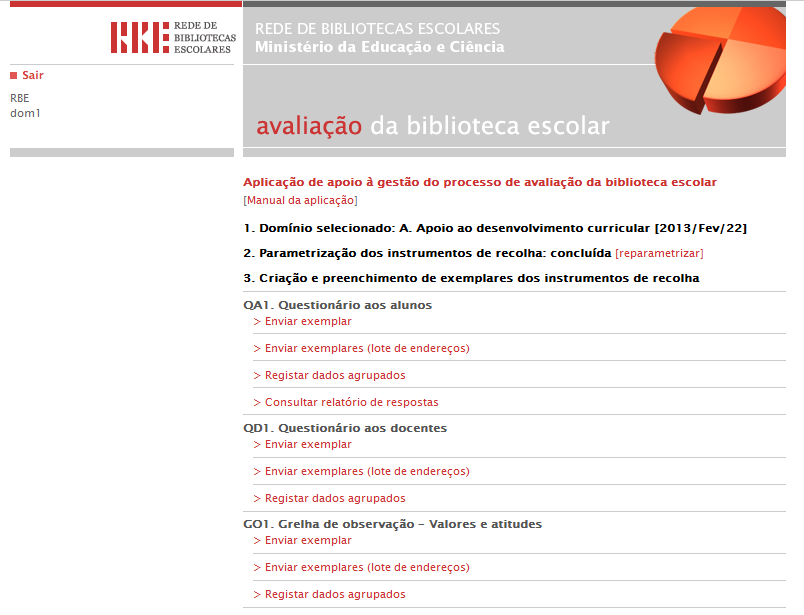 REDE DE
BIBLIOTECAS
ESCOLARES
REDE DE BIBLIOTECAS ESCOLARES
Ministério da Educação e Ciência
Sair
RBE
dom1
avaliação da biblioteca escolar
Aplicação de apoio à gestão do processo de avaliação da biblioteca escolar
[Manual da aplicação]
1. Domínio selecionado: A. Apoio ao desenvolvimento curricular [2013/Fev/22]
2. Parametrização dos instrumentos de recolha: concluída [reparametrizar]
3. Criação e preenchimento de exemplares dos instrumentos de recolha
QA1. Questionário aos alunos
> Enviar exemplar
> Enviar exemplares (lote de endereços)
> Registar dados agrupados
> Consultar relatório de respostas
QD1. Questionário aos docentes
> Enviar exemplar
> Enviar exemplares (lote de endereços)
> Registar dados agrupados
GO1. Grelha de observação - Valores e atitudes
> Enviar exemplar
> Enviar exemplares (lote de endereços)
> Registar dados agrupados